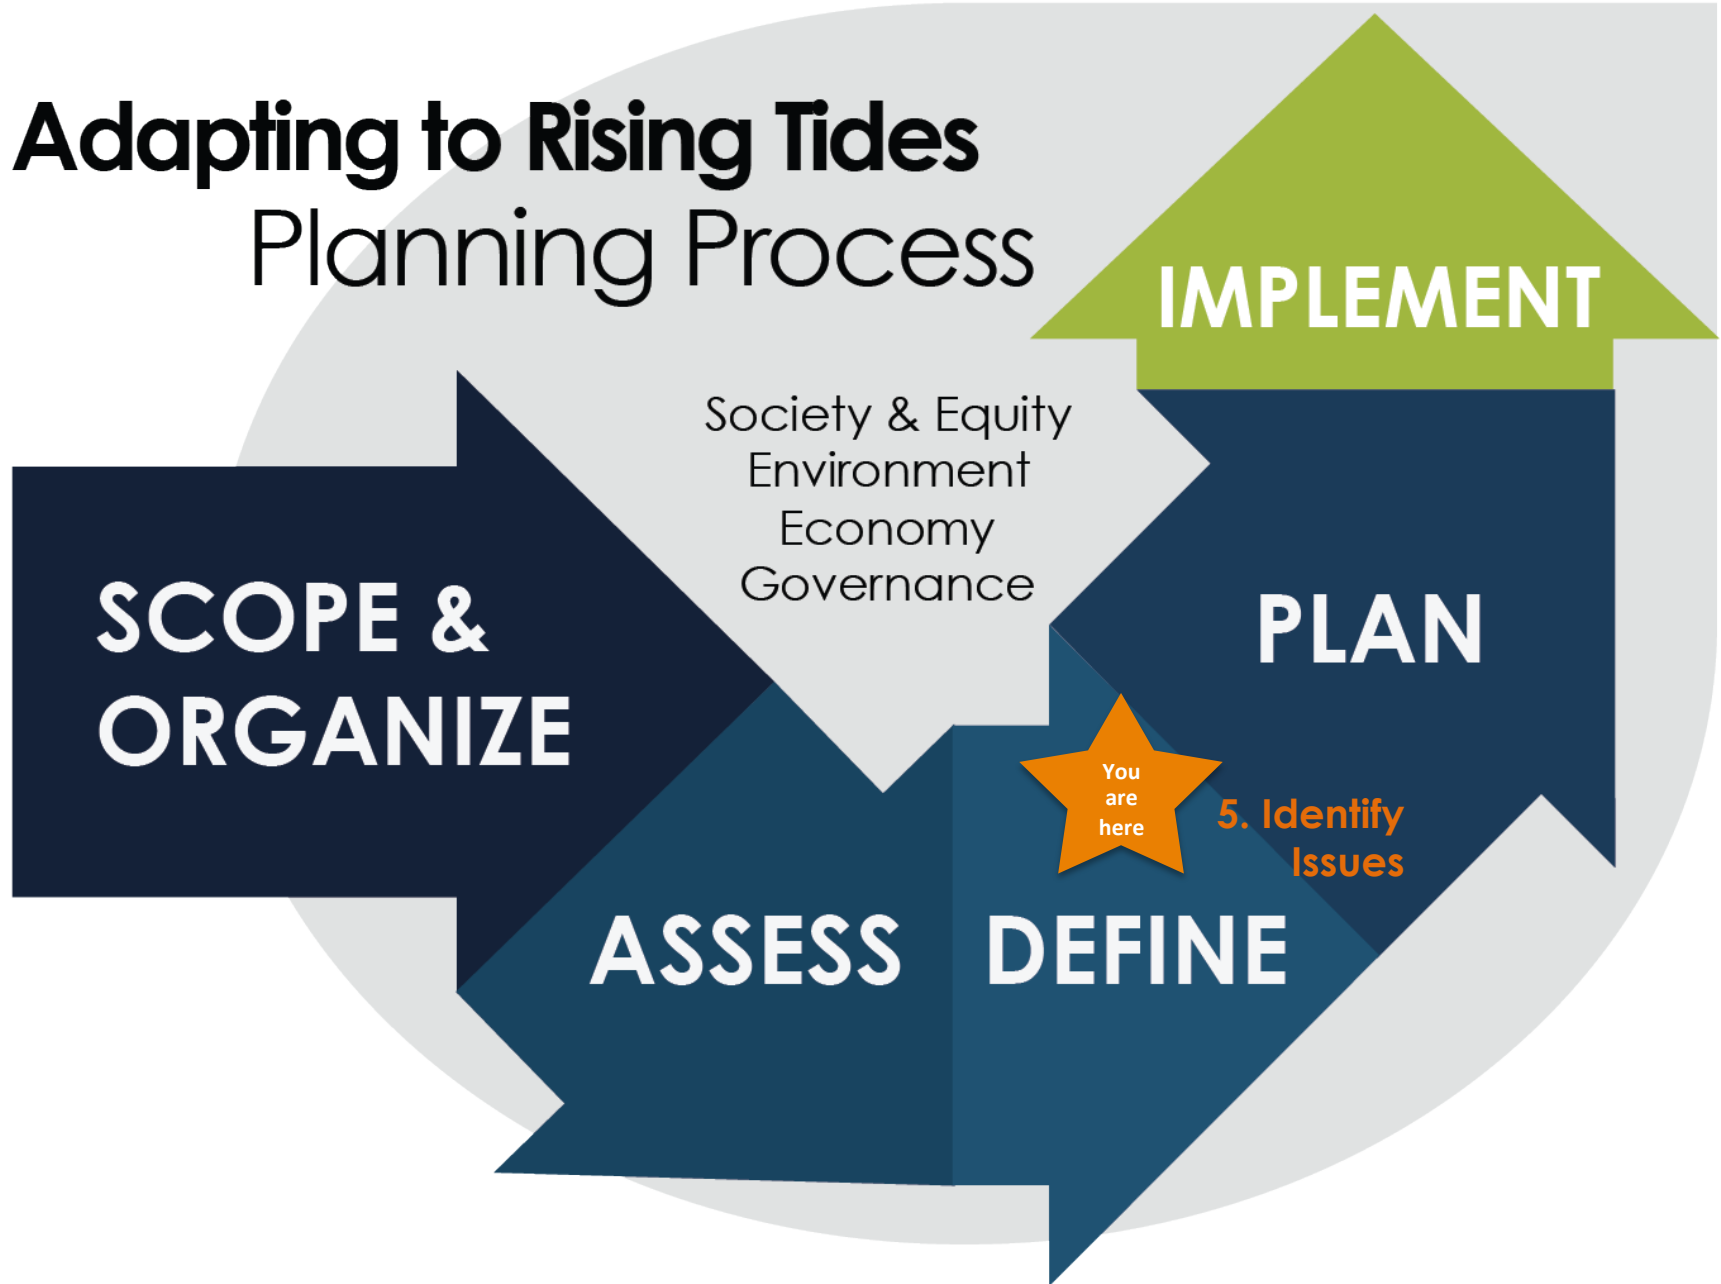 Adapting to Rising Tides
Planning Process
IMPLEMENT
Society & Equity
Environment
Economy
Governance
SCOPE &
ORGANIZE
PLAN
You
are
here
5. Identify
Issues
ASSESS
DEFINE